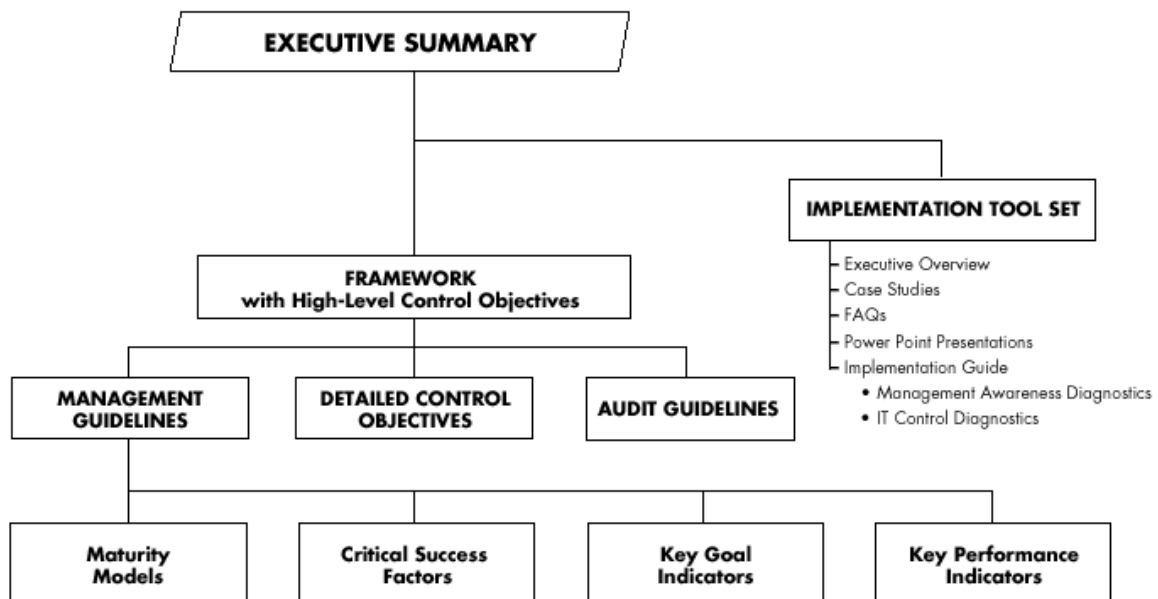 EXECUTIVE SUMMARY
IMPLEMENTATION TOOL SET
Executive Overview
Case Studies
FAQs
Power Point Presentations
Implementation Guide
• Management Awareness Diagnostics
• IT Control Diagnostics
FRAMEWORK
with High-Level Control Objectives
MANAGEMENT
GUIDELINES
DETAILED CONTROL
OBJECTIVES
AUDIT GUIDELINES
Maturity
Models
Critical Success
Factors
Key Goal
Indicators
Key Performance
Indicators